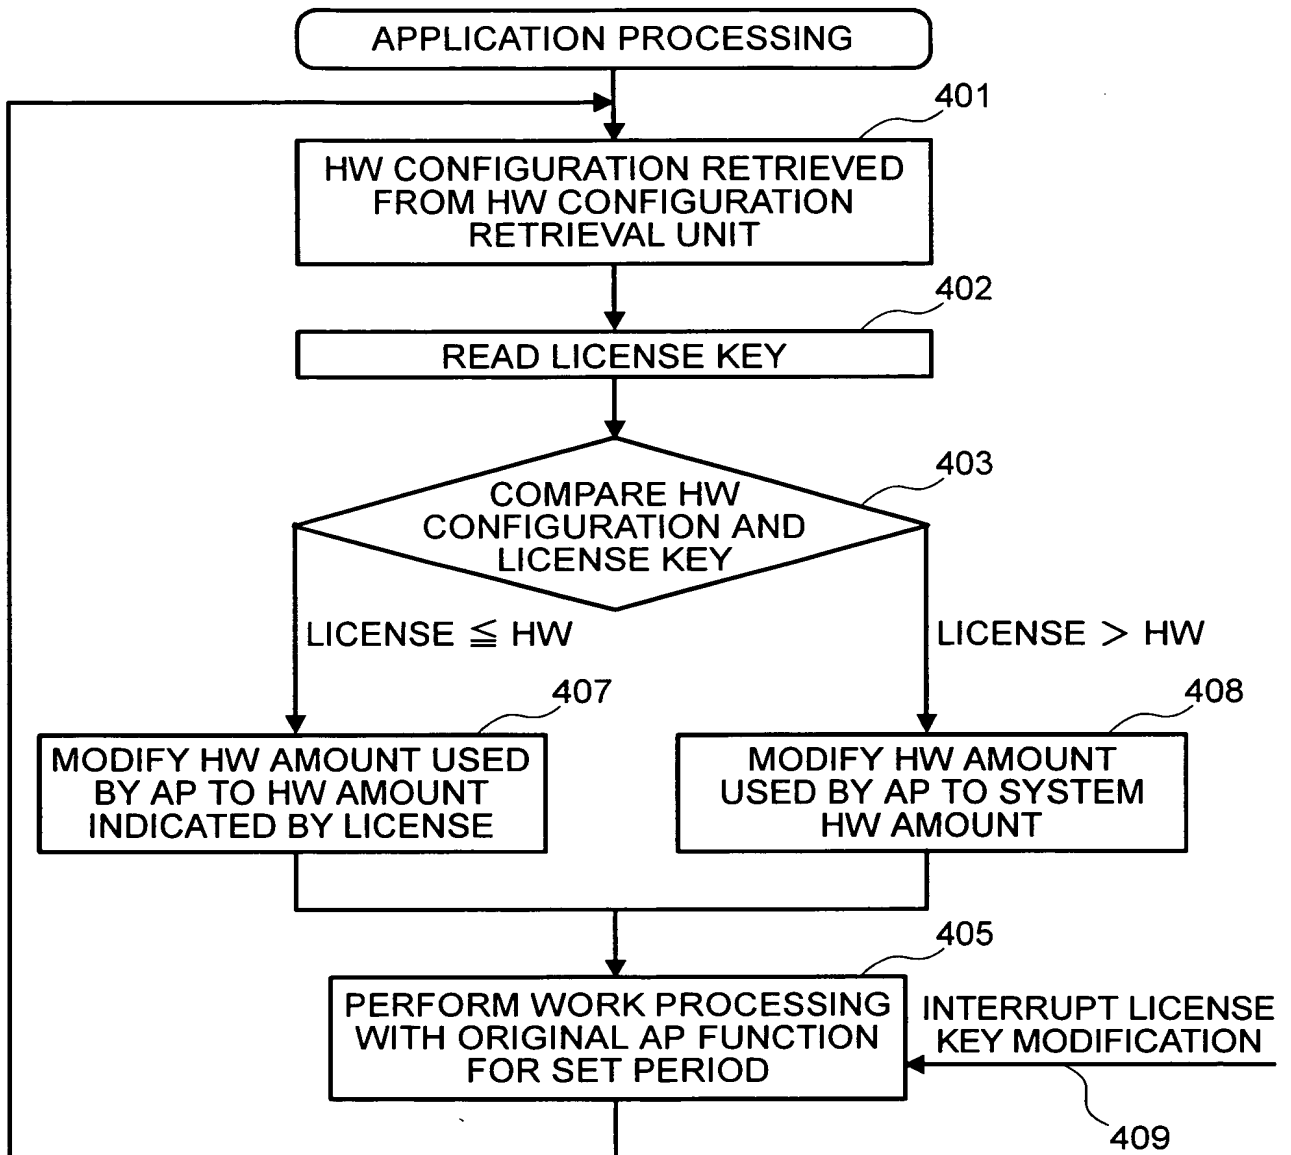 APPLICATION PROCESSING
401
HW CONFIGURATION RETRIEVED
FROM HW CONFIGURATION
RETRIEVAL UNIT
402
READ LICENSE KEY
403
COMPARE HW
CONFIGURATION AND
LICENSE KEY
LICENSE ≦ HW
LICENSE > HW
407
MODIFY HW AMOUNT USED
BY AP TO HW AMOUNT
INDICATED BY LICENSE
408
MODIFY HW AMOUNT
USED BY AP TO SYSTEM
HW AMOUNT
405
PERFORM WORK PROCESSING
WITH ORIGINAL AP FUNCTION
FOR SET PERIOD
INTERRUPT LICENSE
KEY MODIFICATION
409